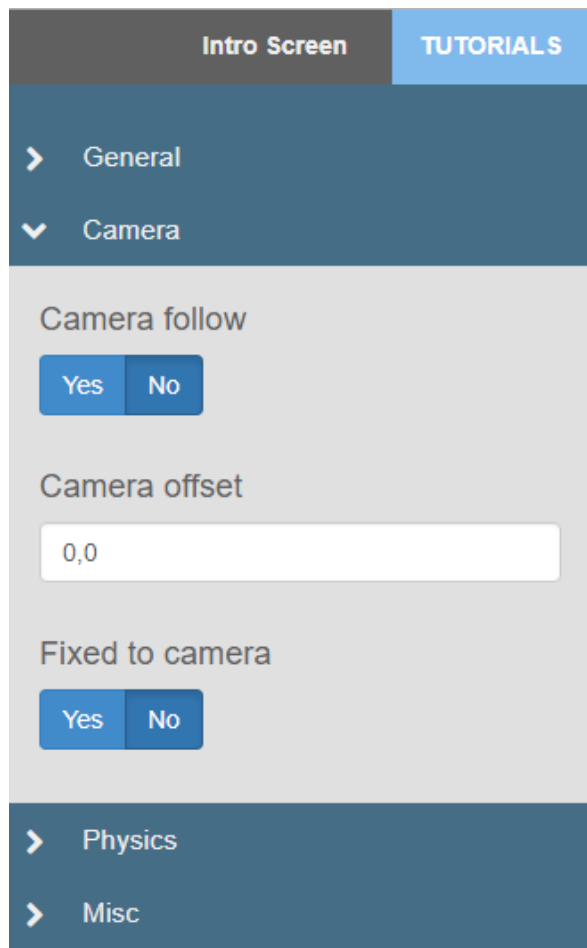 Intro Screen TUTORIALS
General
Camera
Camera follow
Yes No
Camera offset
0,0
Fixed to camera
Yes No
Physics
Misc